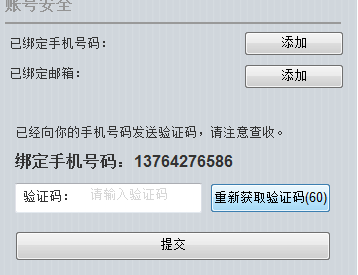 账号安全
已绑定手机号码： 添加
已绑定邮箱： 添加
已经向你的手机号码发送验证码，请注意查收。
绑定手机号码：13764276586
验证码： 请输入验证码 重新获取验证码(60)
提交